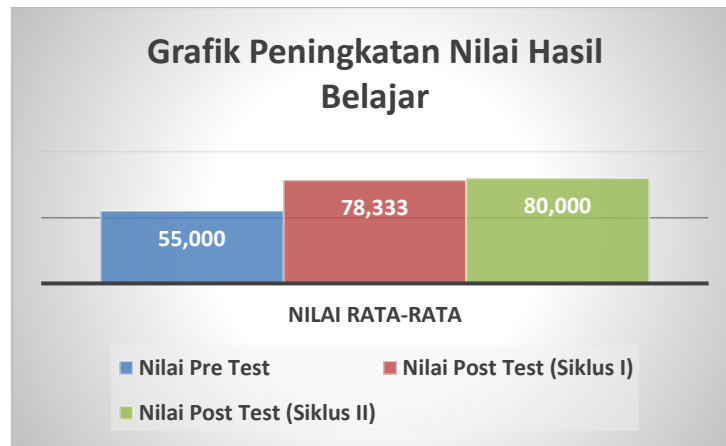 Grafik Peningkatan Nilai Hasil
Belajar
55,000
78,333
80,000
NILAI RATA-RATA
Nilai Pre Test
Nilai Post Test (Siklus I)
Nilai Post Test (Siklus II)